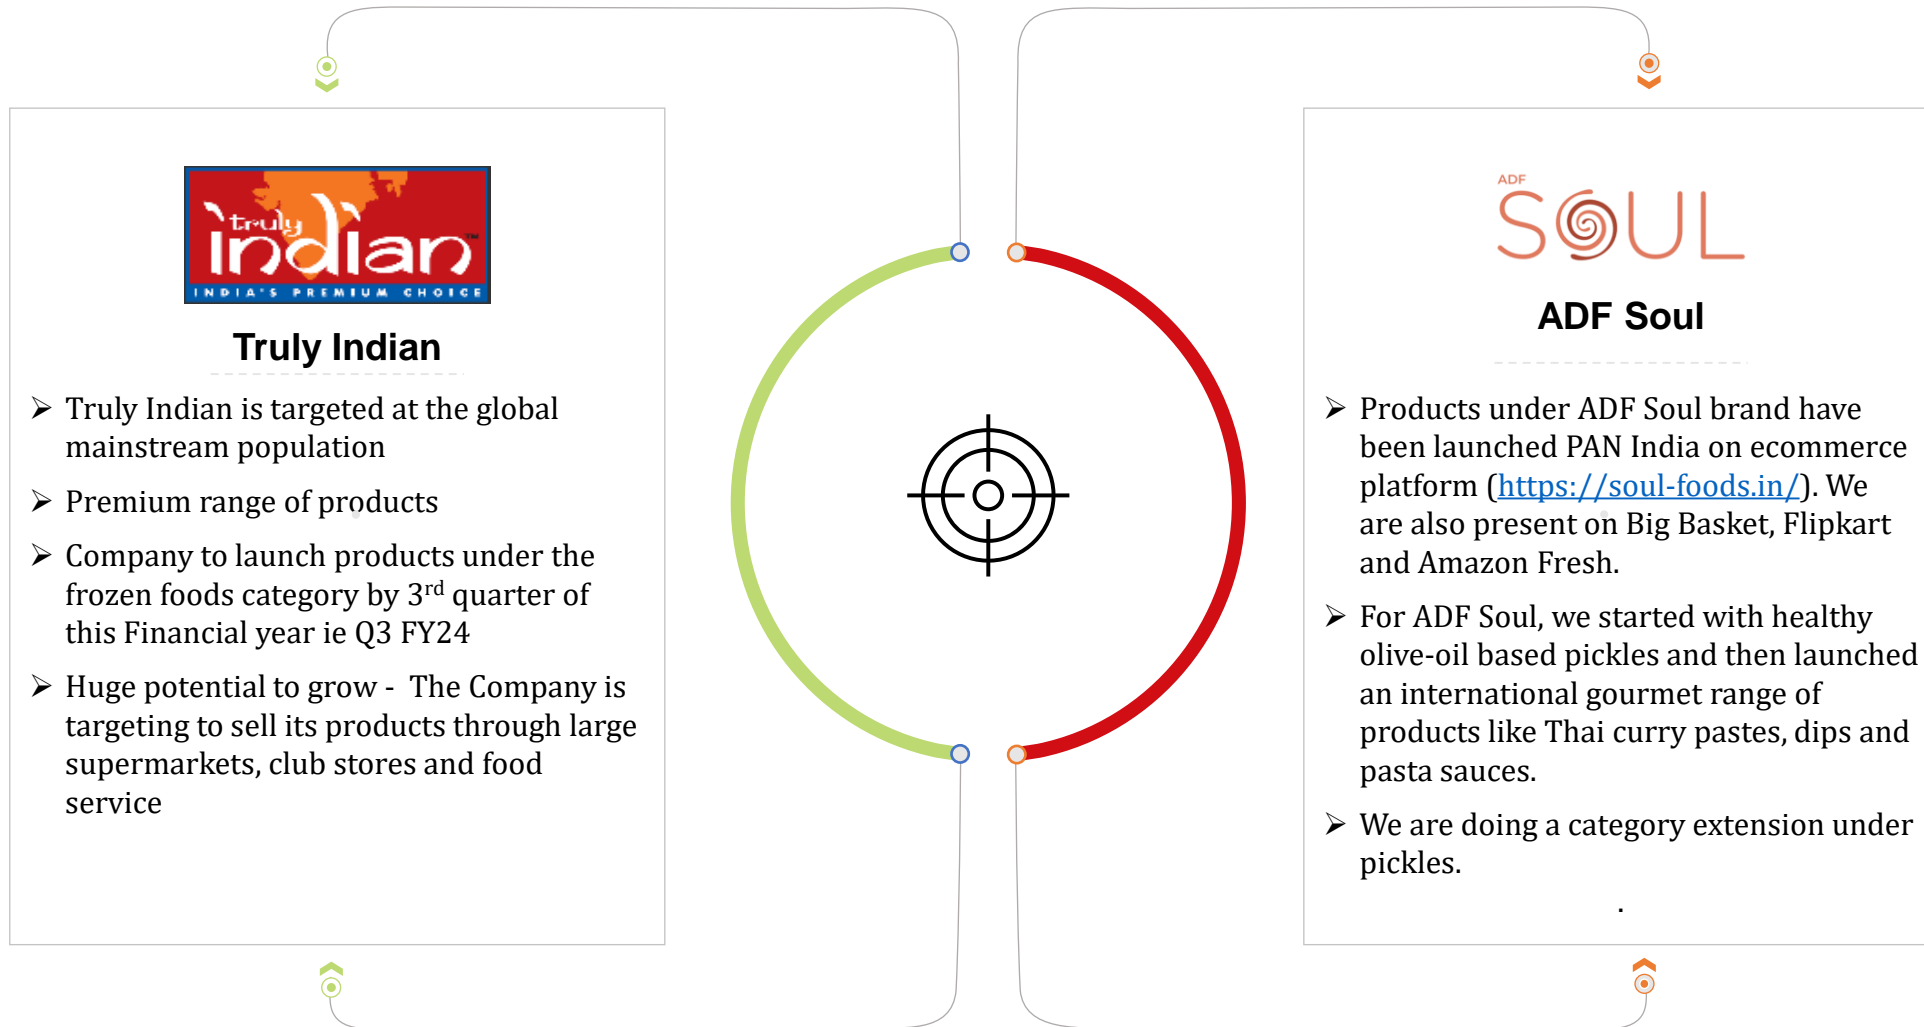 truly
indian™
INDIA'S PREMIUM CHOICE
Truly Indian
➢ Truly Indian is targeted at the global
mainstream population
➢ Premium range of products
➢ Company to launch products under the
frozen foods category by 3rd quarter of
this Financial year ie Q3 FY24
➢ Huge potential to grow - The Company is
targeting to sell its products through large
supermarkets, club stores and food
service
ADF
SOUL
ADF Soul
➢ Products under ADF Soul brand have
been launched PAN India on ecommerce
platform (https://soul-foods.in/). We
are also present on Big Basket, Flipkart
and Amazon Fresh.
➢ For ADF Soul, we started with healthy
olive-oil based pickles and then launched
an international gourmet range of
products like Thai curry pastes, dips and
pasta sauces.
➢ We are doing a category extension under
pickles.
.